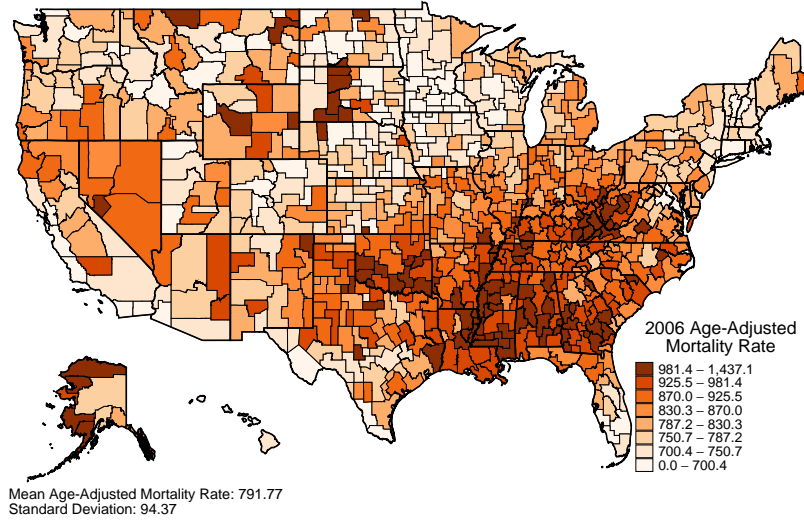 2006 Age-Adjusted
Mortality Rate
981.4 – 1,437.1
925.5 – 981.4
870.0 – 925.5
830.3 – 870.0
787.2 – 830.3
750.7 – 787.2
700.4 – 750.7
0.0 – 700.4
Mean Age-Adjusted Mortality Rate: 791.77
Standard Deviation: 94.37